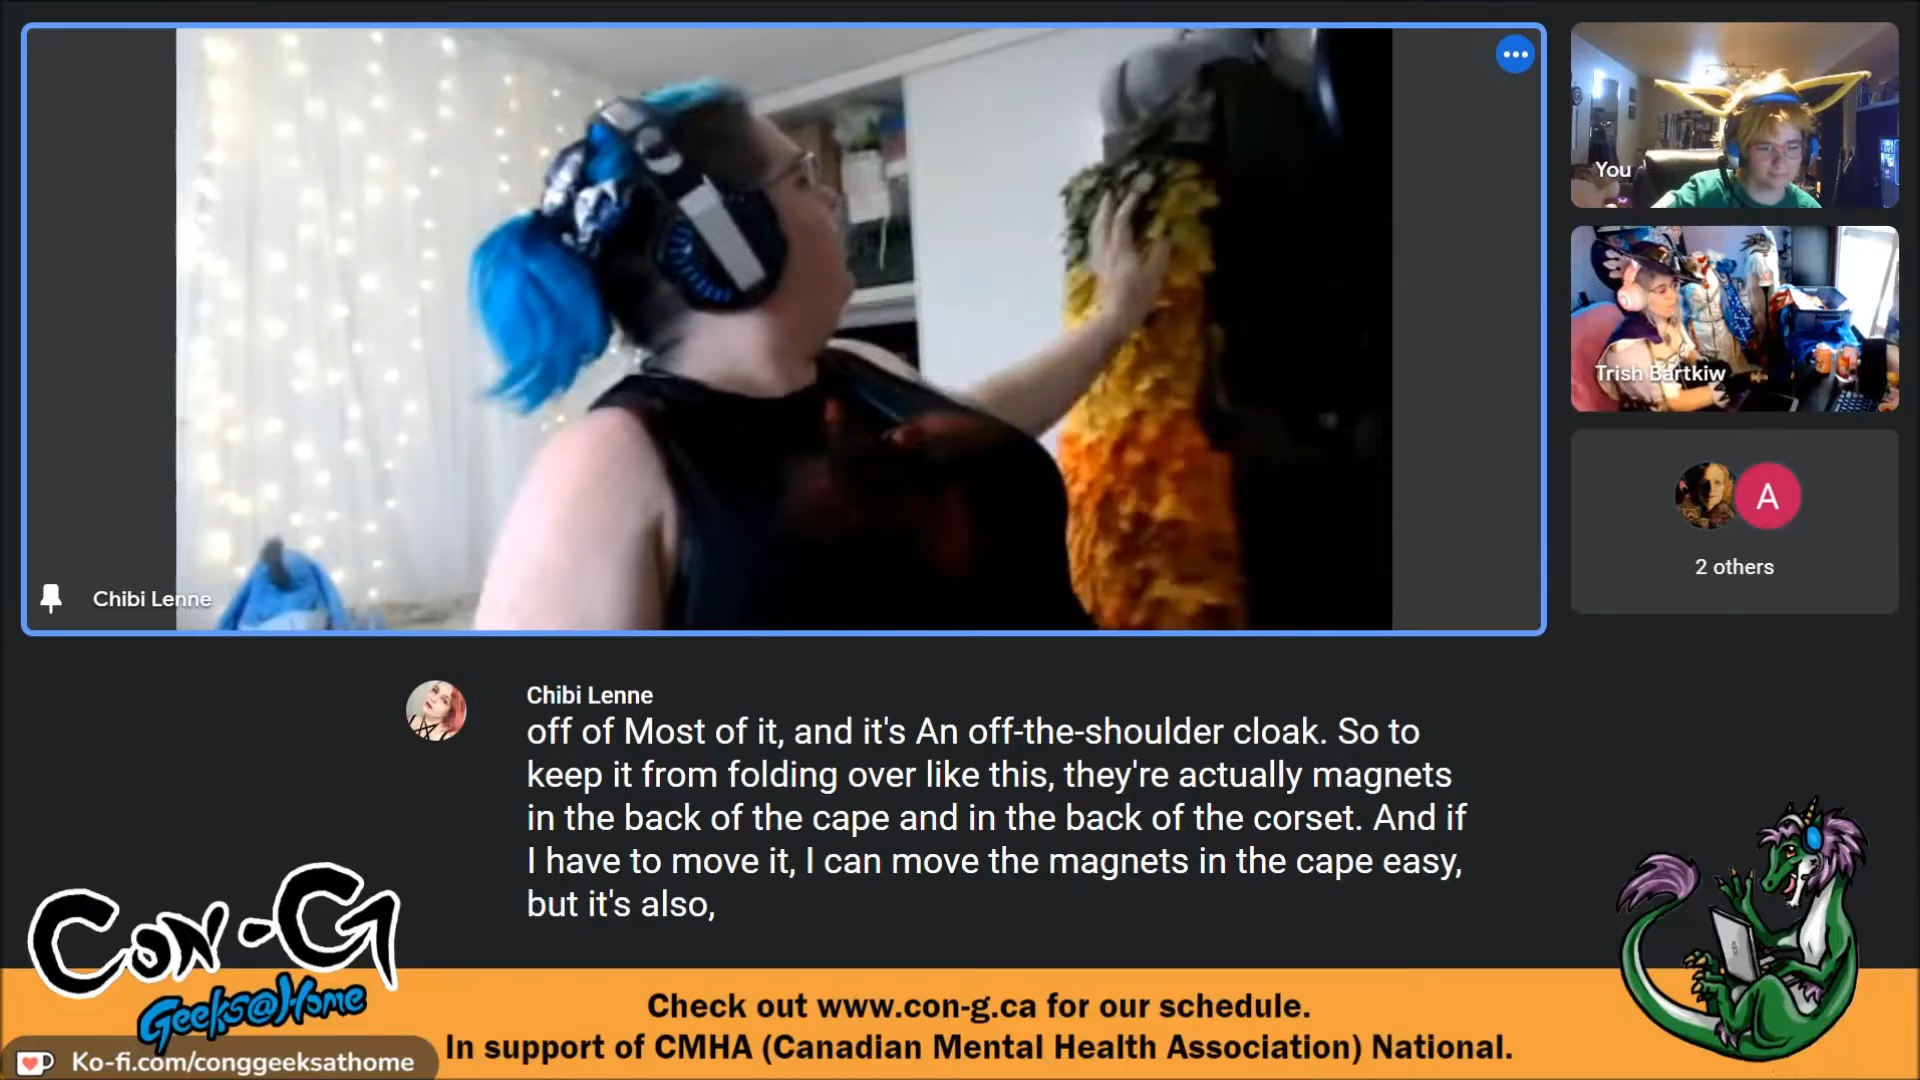 You
Trish Bartkiw
A
2 others
Chibi Lenne
Chibi Lenne
off of Most of it, and it's An off-the-shoulder cloak. So to
keep it from folding over like this, they're actually magnets
in the back of the cape and in the back of the corset. And if
I have to move it, I can move the magnets in the cape easy,
but it's also,
Con-G
Geeks@Home
Check out www.con-g.ca for our schedule.
In support of CMHA (Canadian Mental Health Association) National.
Ko-fi.com/conggeeksathome